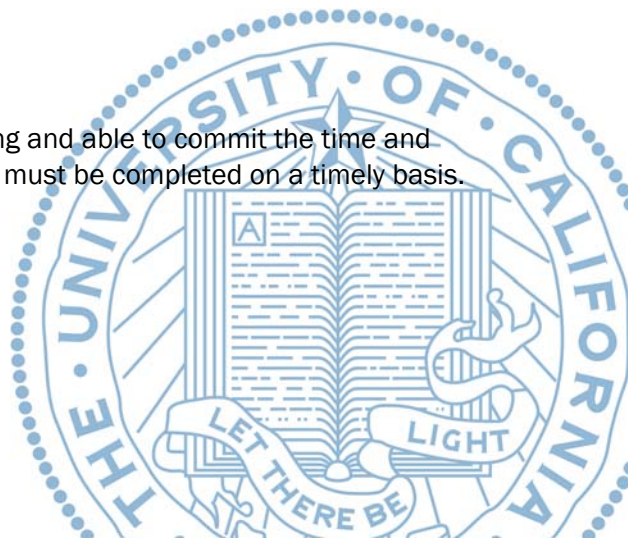 THE • UNIVERSITY • OF • CALIFORNIA
ng and able to commit the time and
must be completed on a timely basis.
A
LET THERE BE LIGHT